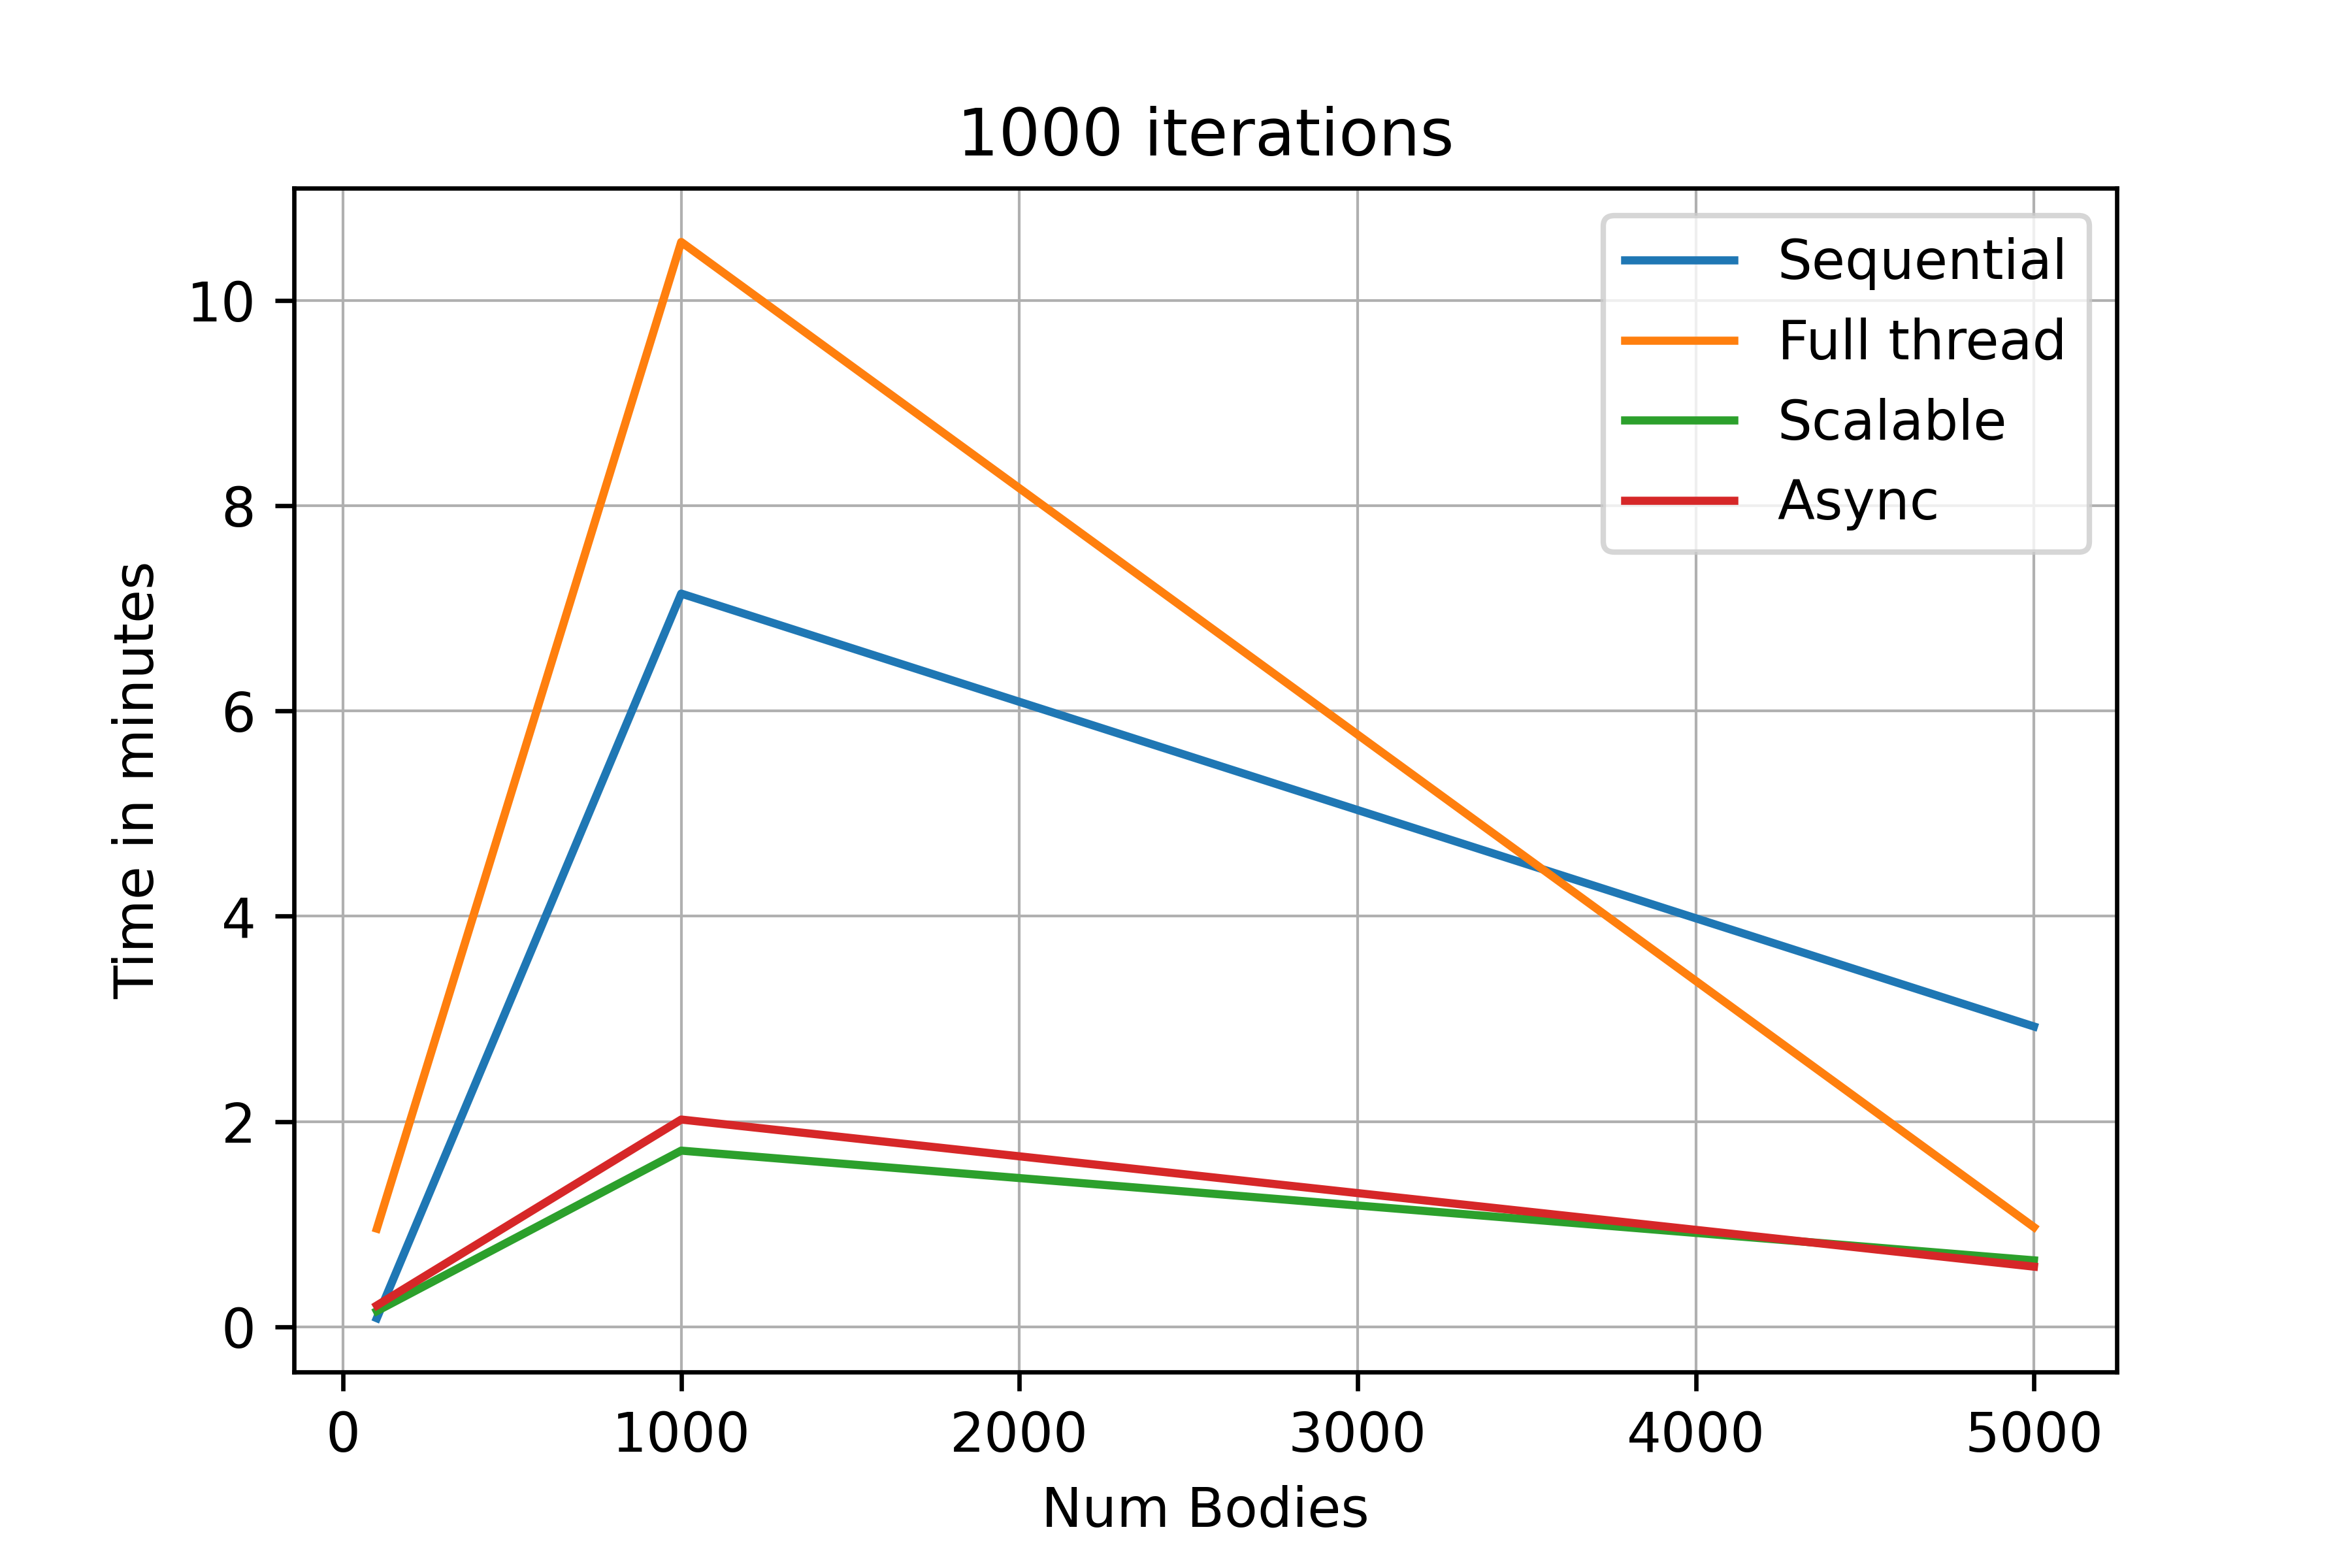 1000 iterations
Sequential
Full thread
Scalable
Async
Time in minutes
10
8
6
4
2
0
0 1000 2000 3000 4000 5000
Num Bodies